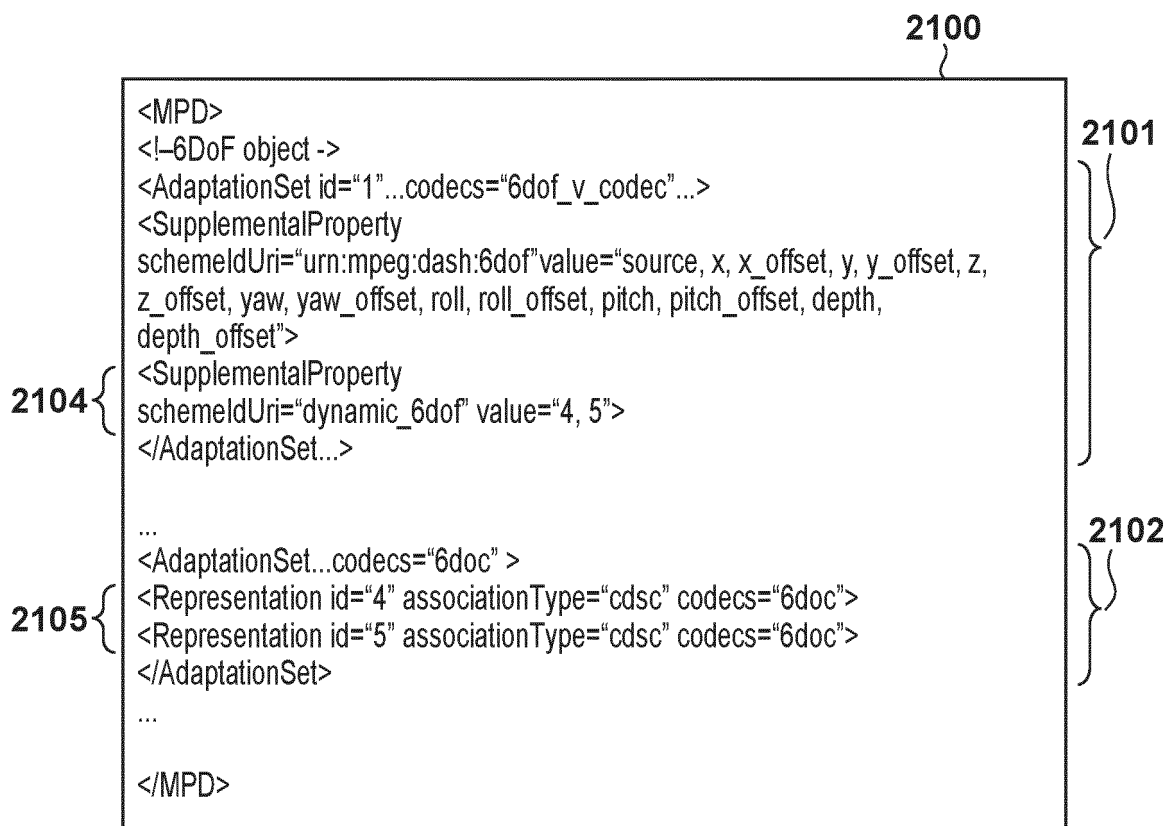 2100
<MPD>
2101
<!–6DoF object ->
<AdaptationSet id=“1”...codecs=“6dof_v_codec”...>
<SupplementalProperty
schemeIdUri=“urn:mpeg:dash:6dof”value=“source, x, x_offset, y, y_offset, z,
z_offset, yaw, yaw_offset, roll, roll_offset, pitch, pitch_offset, depth,
depth_offset”>
<SupplementalProperty
2104
schemeIdUri=“dynamic_6dof” value=“4, 5”>
</AdaptationSet...>
...
2102
<AdaptationSet...codecs=“6doc” >
<Representation id=“4” associationType=“cdsc” codecs=“6doc”>
2105
<Representation id=“5” associationType=“cdsc” codecs=“6doc”>
</AdaptationSet>
...
</MPD>